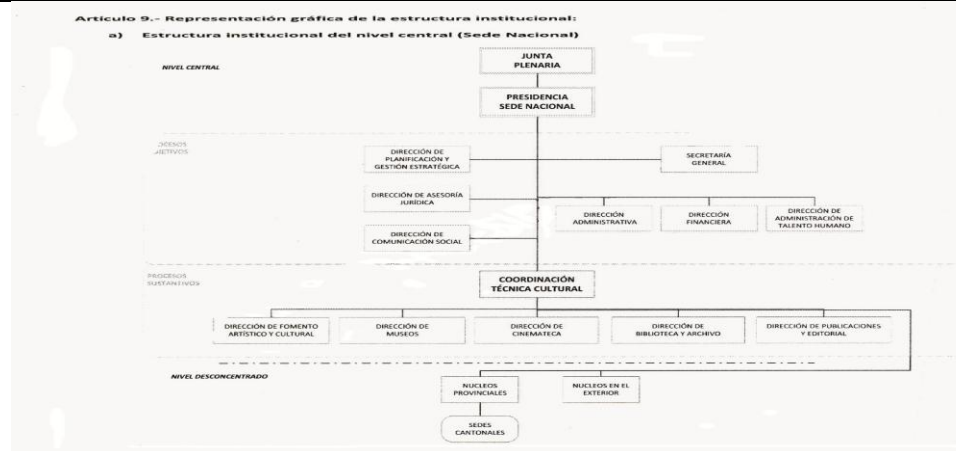 Artículo 9.- Representación gráfica de la estructura institucional:
a) Estructura institucional del nivel central (Sede Nacional)
JUNTA
PLENARIA
NIVEL CENTRAL
PRESIDENCIA
SEDE NACIONAL
DIRECCIÓN DE
PLANIFICACIÓN Y
GESTIÓN ESTRATÉGICA
SECRETARÍA
GENERAL
DIRECCIÓN DE ASESORÍA
JURÍDICA
DIRECCIÓN
ADMINISTRATIVA
DIRECCIÓN
FINANCIERA
DIRECCIÓN DE
ADMINISTRACIÓN DE
TALENTO HUMANO
DIRECCIÓN DE
COMUNICACIÓN SOCIAL
PROCESOS
SUSTANTIVOS
COORDINACIÓN
TÉCNICA CULTURAL
DIRECCIÓN DE FOMENTO
ARTÍSTICO Y CULTURAL
DIRECCIÓN DE
MUSEOS
DIRECCIÓN DE
CINEMATECA
DIRECCIÓN DE
BIBLIOTECA Y ARCHIVO
DIRECCIÓN DE PUBLICACIONES
Y EDITORIAL
NIVEL DESCONCENTRADO
NUCLEOS
PROVINCIALES
NUCLEOS EN EL
EXTERIOR
SEDES
CANTONALES